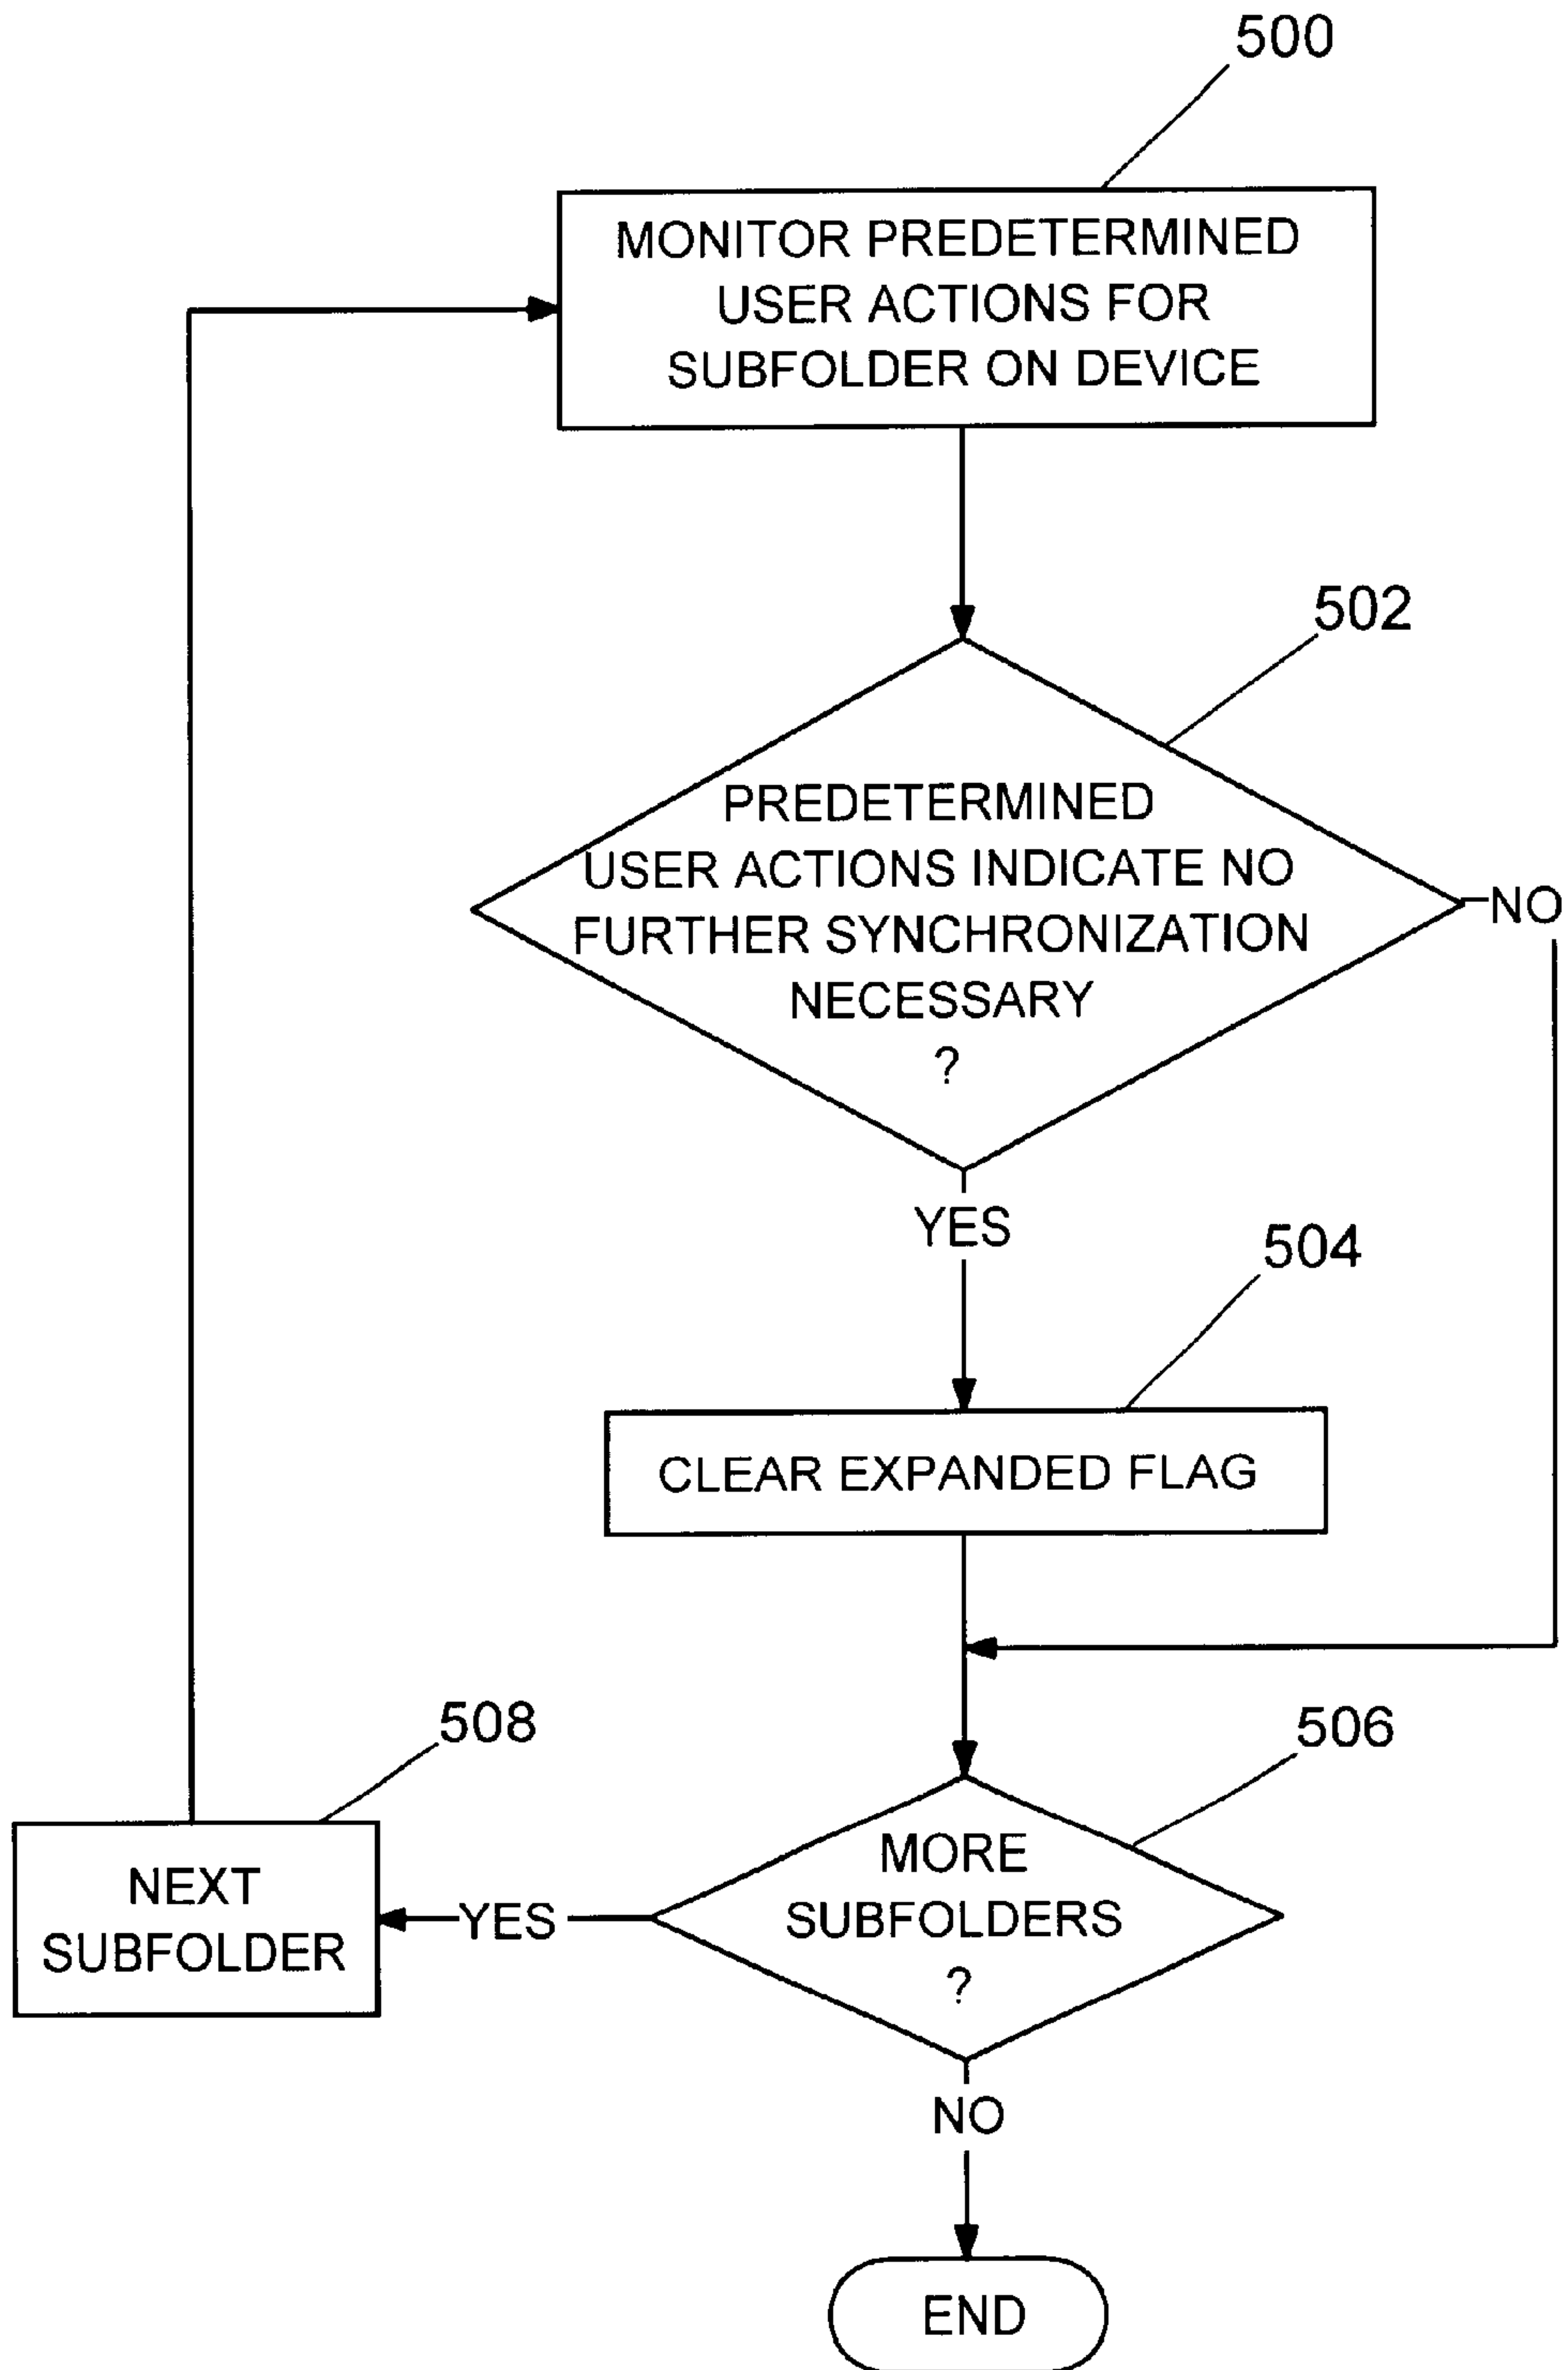 500
MONITOR PREDETERMINED
USER ACTIONS FOR
SUBFOLDER ON DEVICE
502
PREDETERMINED
USER ACTIONS INDICATE NO
FURTHER SYNCHRONIZATION
NECESSARY
?
NO
YES
504
CLEAR EXPANDED FLAG
508
506
NEXT
SUBFOLDER
YES
MORE
SUBFOLDERS
?
NO
END